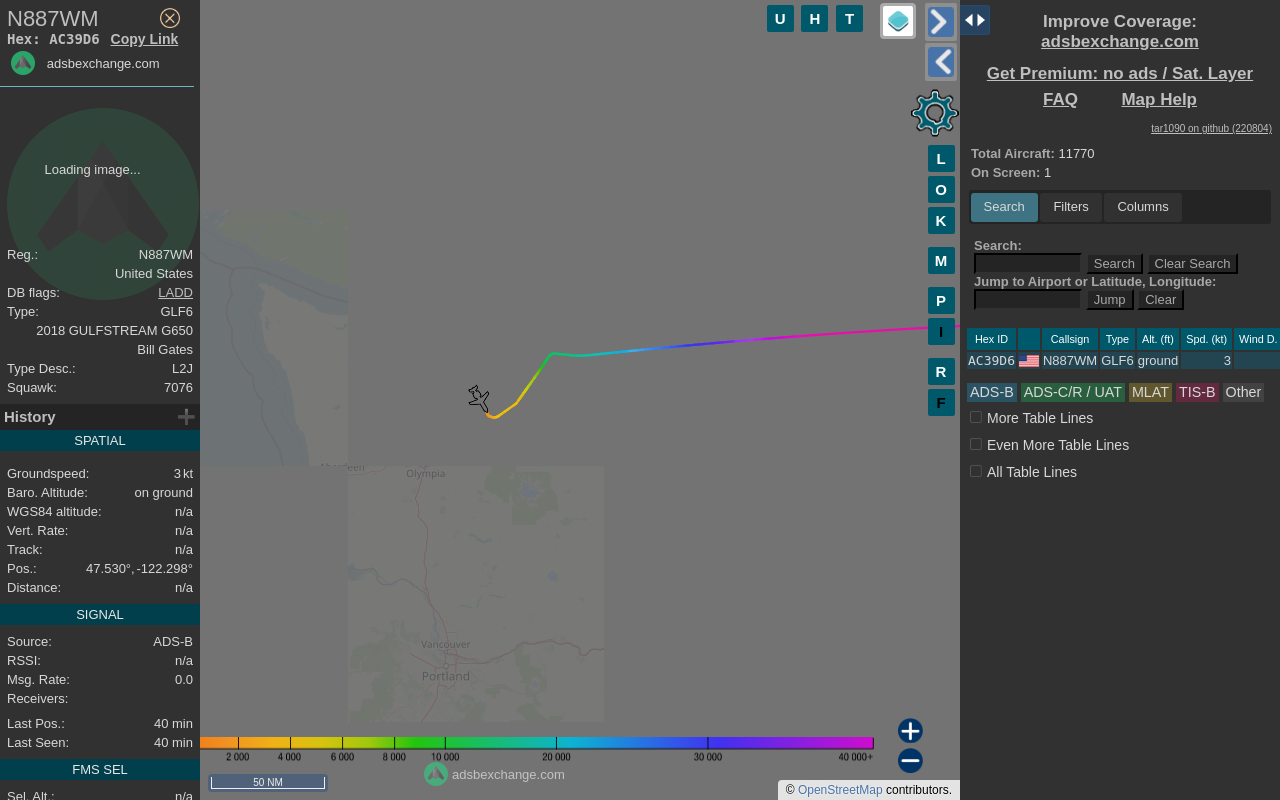 N887WM
Hex: AC39D6 Copy Link
adsbexchange.com
Loading image...
Reg.: N887WM
United States
DB flags: LADD
Type: GLF6
2018 GULFSTREAM G650
Bill Gates
Type Desc.: L2J
Squawk: 7076
History
SPATIAL
Groundspeed: 3 kt
Baro. Altitude: on ground
WGS84 altitude: n/a
Vert. Rate: n/a
Track: n/a
Pos.: 47.530°, -122.298°
Distance: n/a
SIGNAL
Source: ADS-B
RSSI: n/a
Msg. Rate: 0.0
Receivers:
Last Pos.: 40 min
Last Seen: 40 min
FMS SEL
Sel. Alt.: n/a
U H T
L
O
K
M
P
I
R
F
Aberdeen
Olympia
Vancouver
Portland
2 000 4 000 6 000 8 000 10 000 20 000 30 000 40 000+
adsbexchange.com
50 NM
© OpenStreetMap contributors.
Improve Coverage:
adsbexchange.com
Get Premium: no ads / Sat. Layer
FAQ Map Help
tar1090 on github (220804)
Total Aircraft: 11770
On Screen: 1
Search Filters Columns
Search:
Search Clear Search
Jump to Airport or Latitude, Longitude:
Jump Clear
Hex ID Callsign Type Alt. (ft) Spd. (kt) Wind D.
AC39D6 N887WM GLF6 ground 3
ADS-B ADS-C/R / UAT MLAT TIS-B Other
More Table Lines
Even More Table Lines
All Table Lines